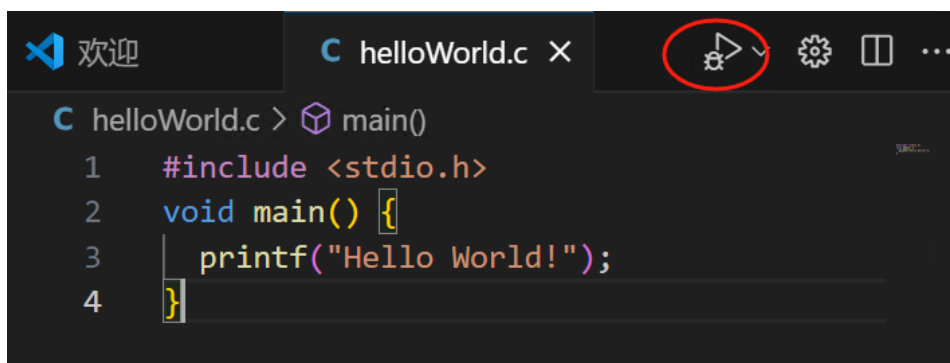 欢迎
C helloWorld.c ×
C helloWorld.c > main()
1 #include <stdio.h>
2 void main() {
3 printf("Hello World!");
4 }